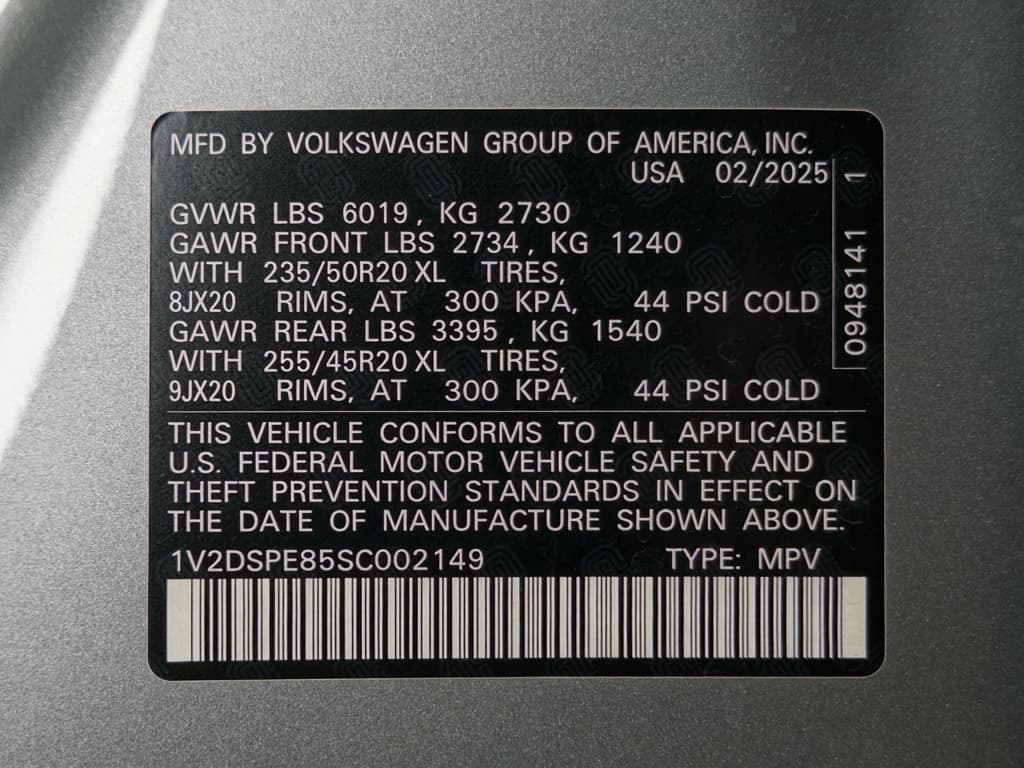 MFD BY VOLKSWAGEN GROUP OF AMERICA, INC.
USA 02/2025
GVWR LBS 6019, KG 2730
GAWR FRONT LBS 2734, KG 1240
WITH 235/50R20 XL TIRES,
8JX20 RIMS, AT 300 KPA, 44 PSI COLD
GAWR REAR LBS 3395, KG 1540
WITH 255/45R20 XL TIRES,
9JX20 RIMS, AT 300 KPA, 44 PSI COLD
0948141 1
THIS VEHICLE CONFORMS TO ALL APPLICABLE
U.S. FEDERAL MOTOR VEHICLE SAFETY AND
THEFT PREVENTION STANDARDS IN EFFECT ON
THE DATE OF MANUFACTURE SHOWN ABOVE.
1V2DSPE85SC002149 TYPE: MPV